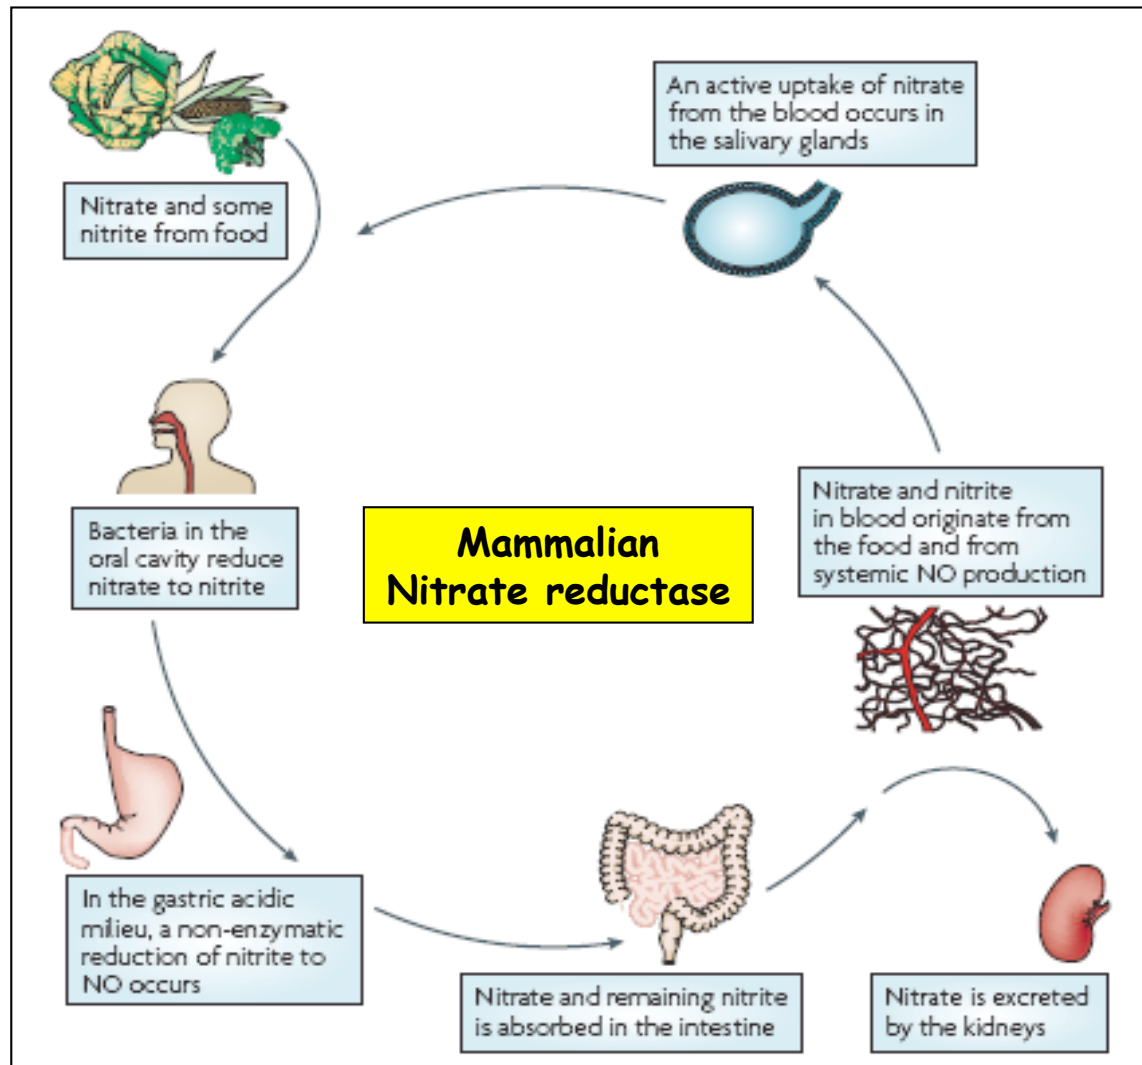 Nitrate and some
nitrite from food
An active uptake of nitrate
from the blood occurs in
the salivary glands
Bacteria in the
oral cavity reduce
nitrate to nitrite
Mammalian
Nitrate reductase
Nitrate and nitrite
in blood originate from
the food and from
systemic NO production
In the gastric acidic
milieu, a non-enzymatic
reduction of nitrite to
NO occurs
Nitrate and remaining nitrite
is absorbed in the intestine
Nitrate is excreted
by the kidneys